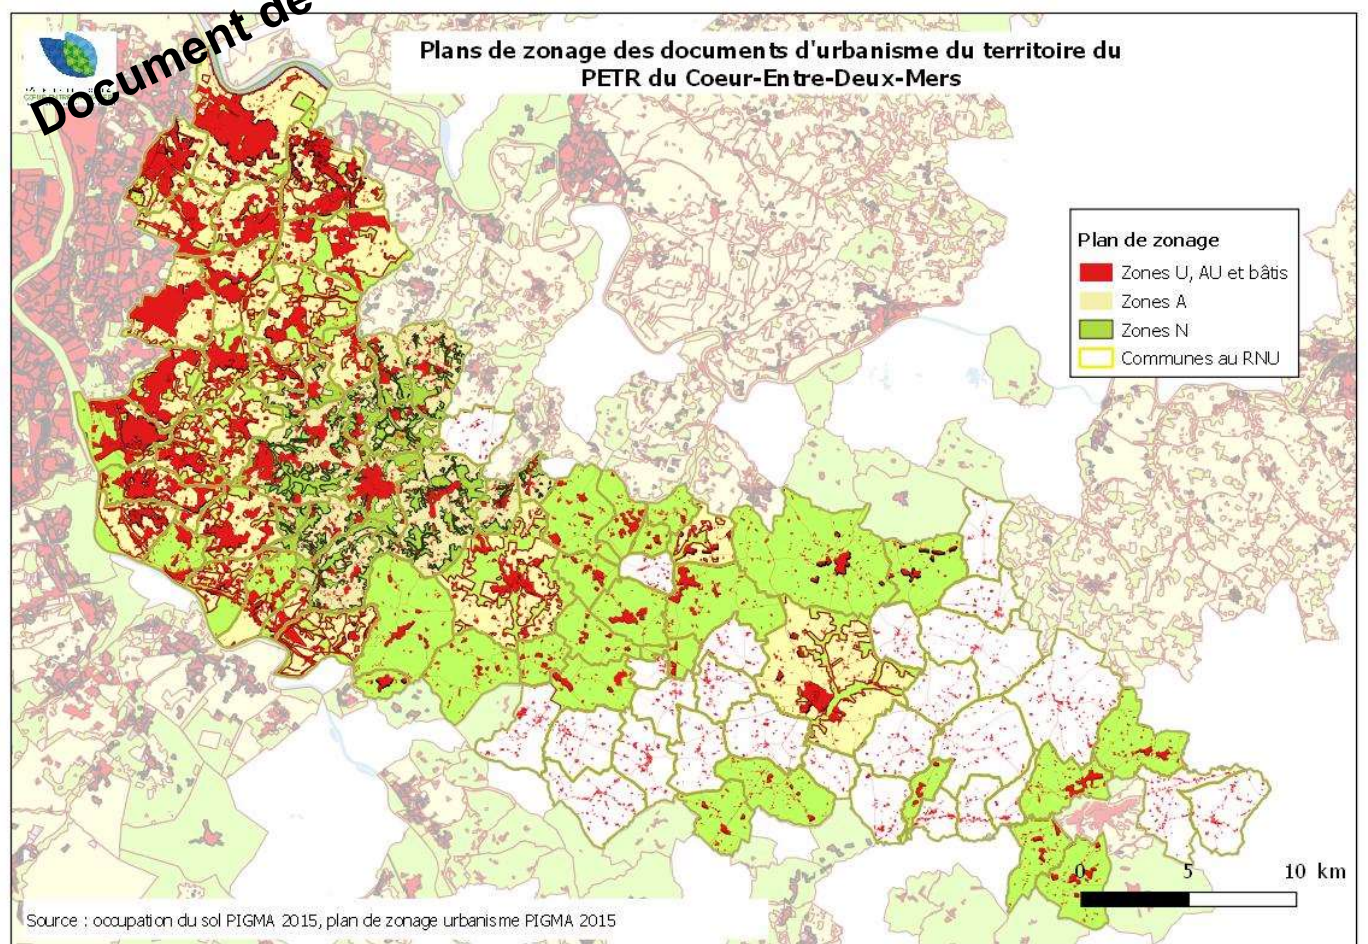 Document de
Plans de zonage des documents d'urbanisme du territoire du
PETR du Coeur-Entre-Deux-Mers
Plan de zonage
Zones U, AU et bâtis
Zones A
Zones N
Communes au RNU
0 5 10 km
Source : occupation du sol PIGMA 2015, plan de zonage urbanisme PIGMA 2015